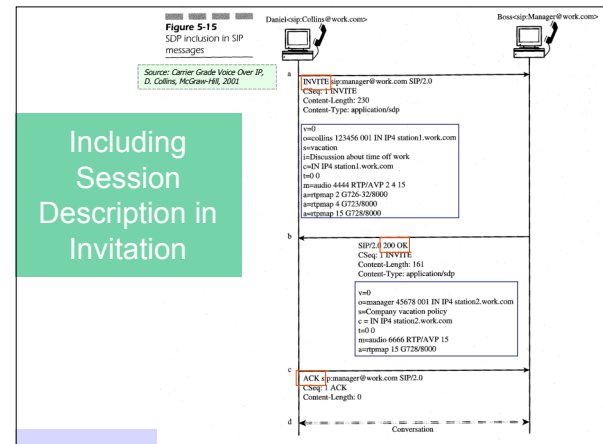 Figure 5-15
SDP inclusion in SIP
messages
Daniel<sip:Collins@work.com>
Boss<sip:Manager@work.com>
Source: Carrier Grade Voice Over IP,
D. Collins, McGraw-Hill, 2001
Including
Session
Description in
Invitation
a
INVITE sip:manager@work.com SIP/2.0
CSeq: 1 INVITE
Content-Length: 230
Content-Type: application/sdp
v=0
o=collins 123456 001 IN IP4 station1.work.com
s=vacation
i=Discussion about time off work
c=IN IP4 station1.work.com
t=0 0
m=audio 4444 RTP/AVP 2 4 15
a=rtpmap 2 G726-32/8000
a=rtpmap 4 G723/8000
a=rtpmap 15 G728/8000
b
SIP/2.0 200 OK
CSeq: 1 INVITE
Content-Length: 161
Content-Type: application/sdp
v=0
o=manager 45678 001 IN IP4 station2.work.com
s=Company vacation policy
c = IN IP4 station2.work.com
t=0 0
m=audio 6666 RTP/AVP 15
a=rtpmap 15 G728/8000
c
ACK sip:manager@work.com SIP/2.0
CSeq: 1 ACK
Content-Length: 0
d
Conversation